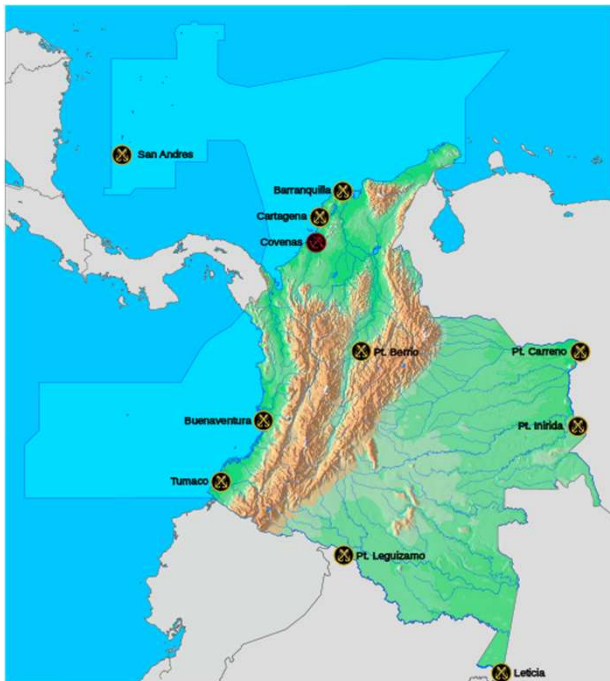 San Andres
Barranquilla
Cartagena
Covenas
Pt. Berrio
Pt. Carreno
Buenaventura
Pt. Inirida
Tumaco
Pt. Leguizamo
Leticia